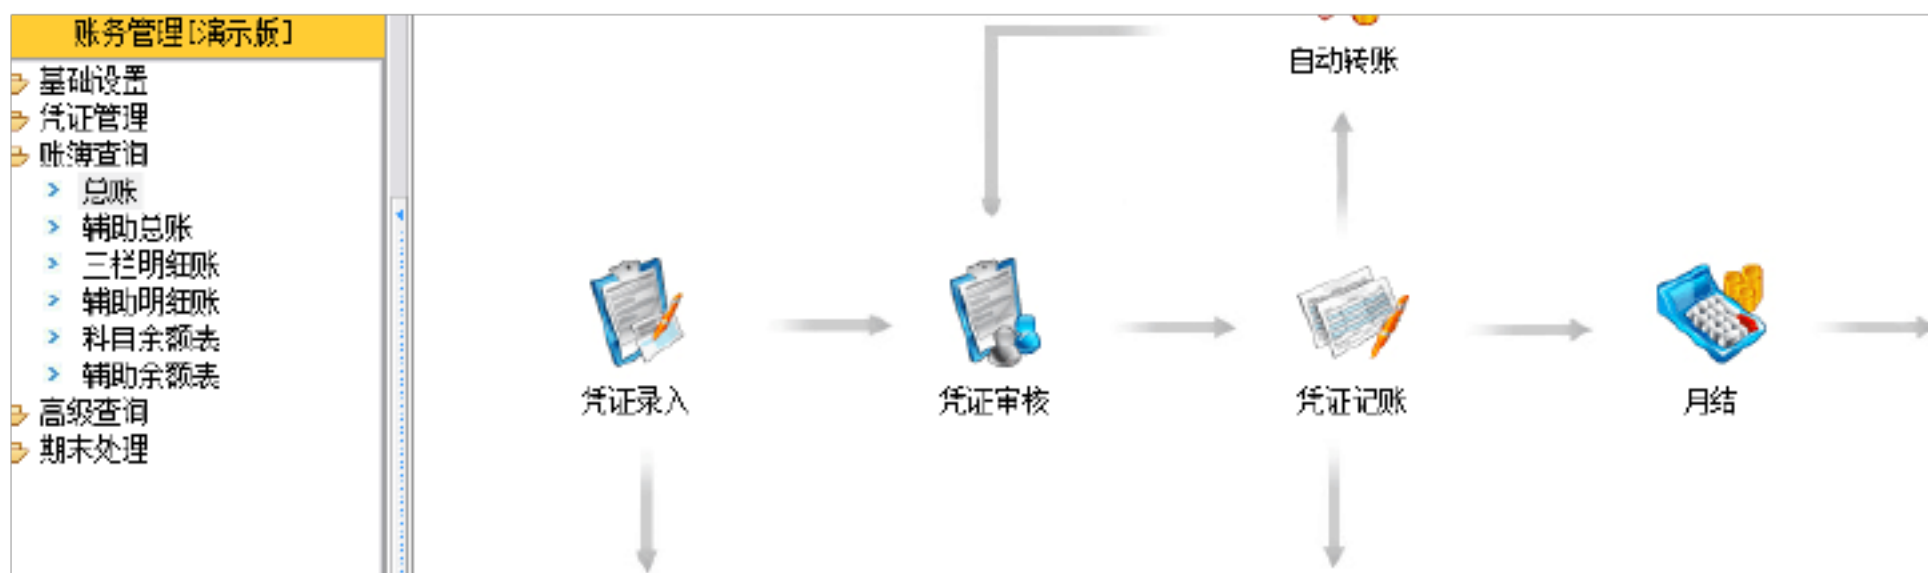 账务管理[演示版]
基础设置
凭证管理
账簿查询
总账
辅助总账
三栏明细账
辅助明细账
科目余额表
辅助余额表
高级查询
期末处理
自动转账
凭证录入
凭证审核
凭证记账
月结